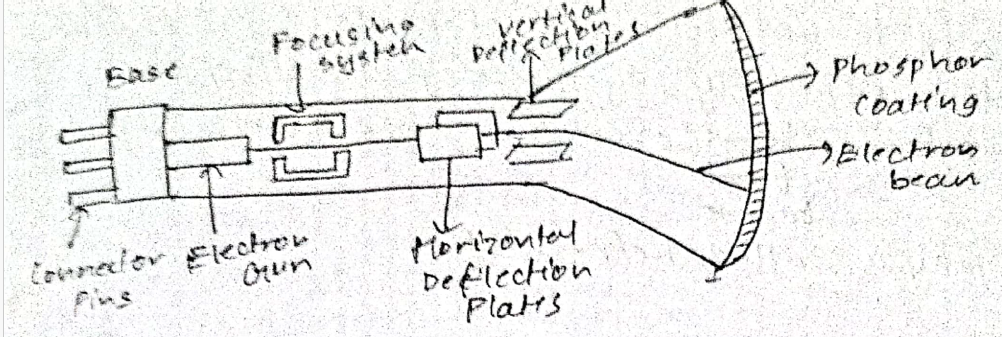 Base
Focusing
system
Vertical
Deflection
Plates
Phosphor
coating
Electron
beam
Connector
Pins
Electron
Gun
Horizontal
Deflection
Plates